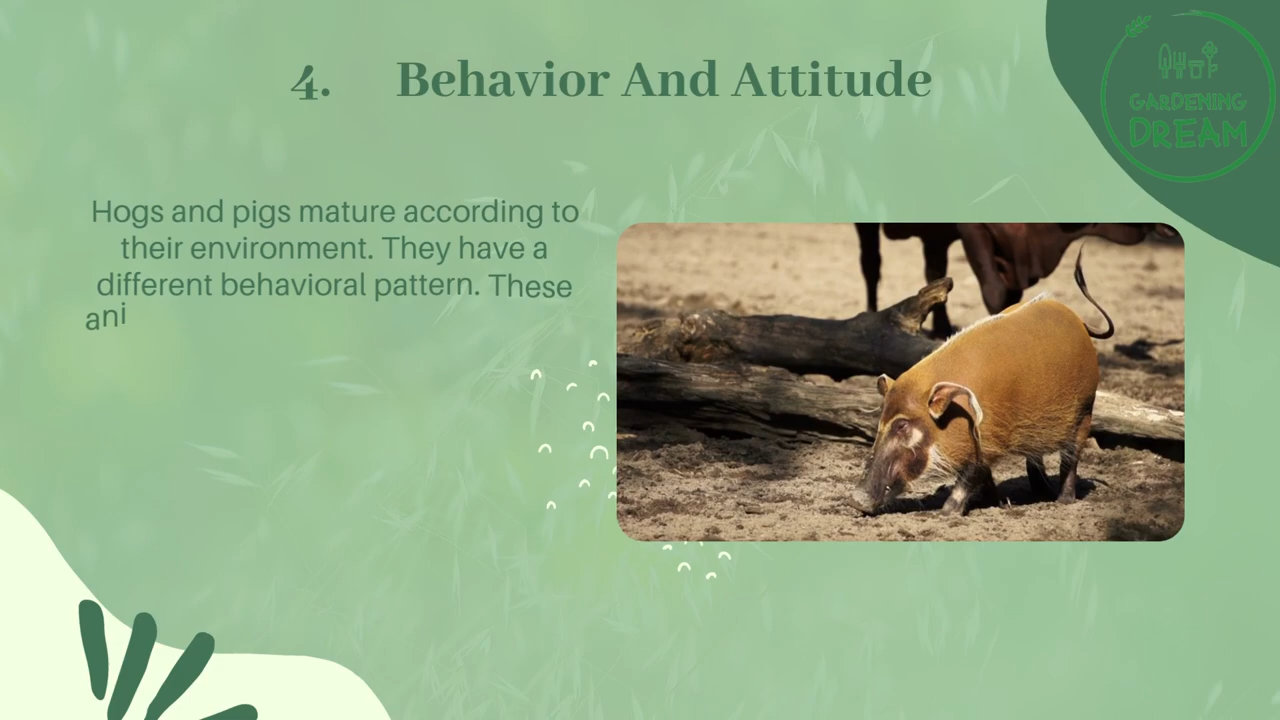 4. Behavior And Attitude
GARDENING
DREAM
Hogs and pigs mature according to
their environment. They have a
different behavioral pattern. These
ani